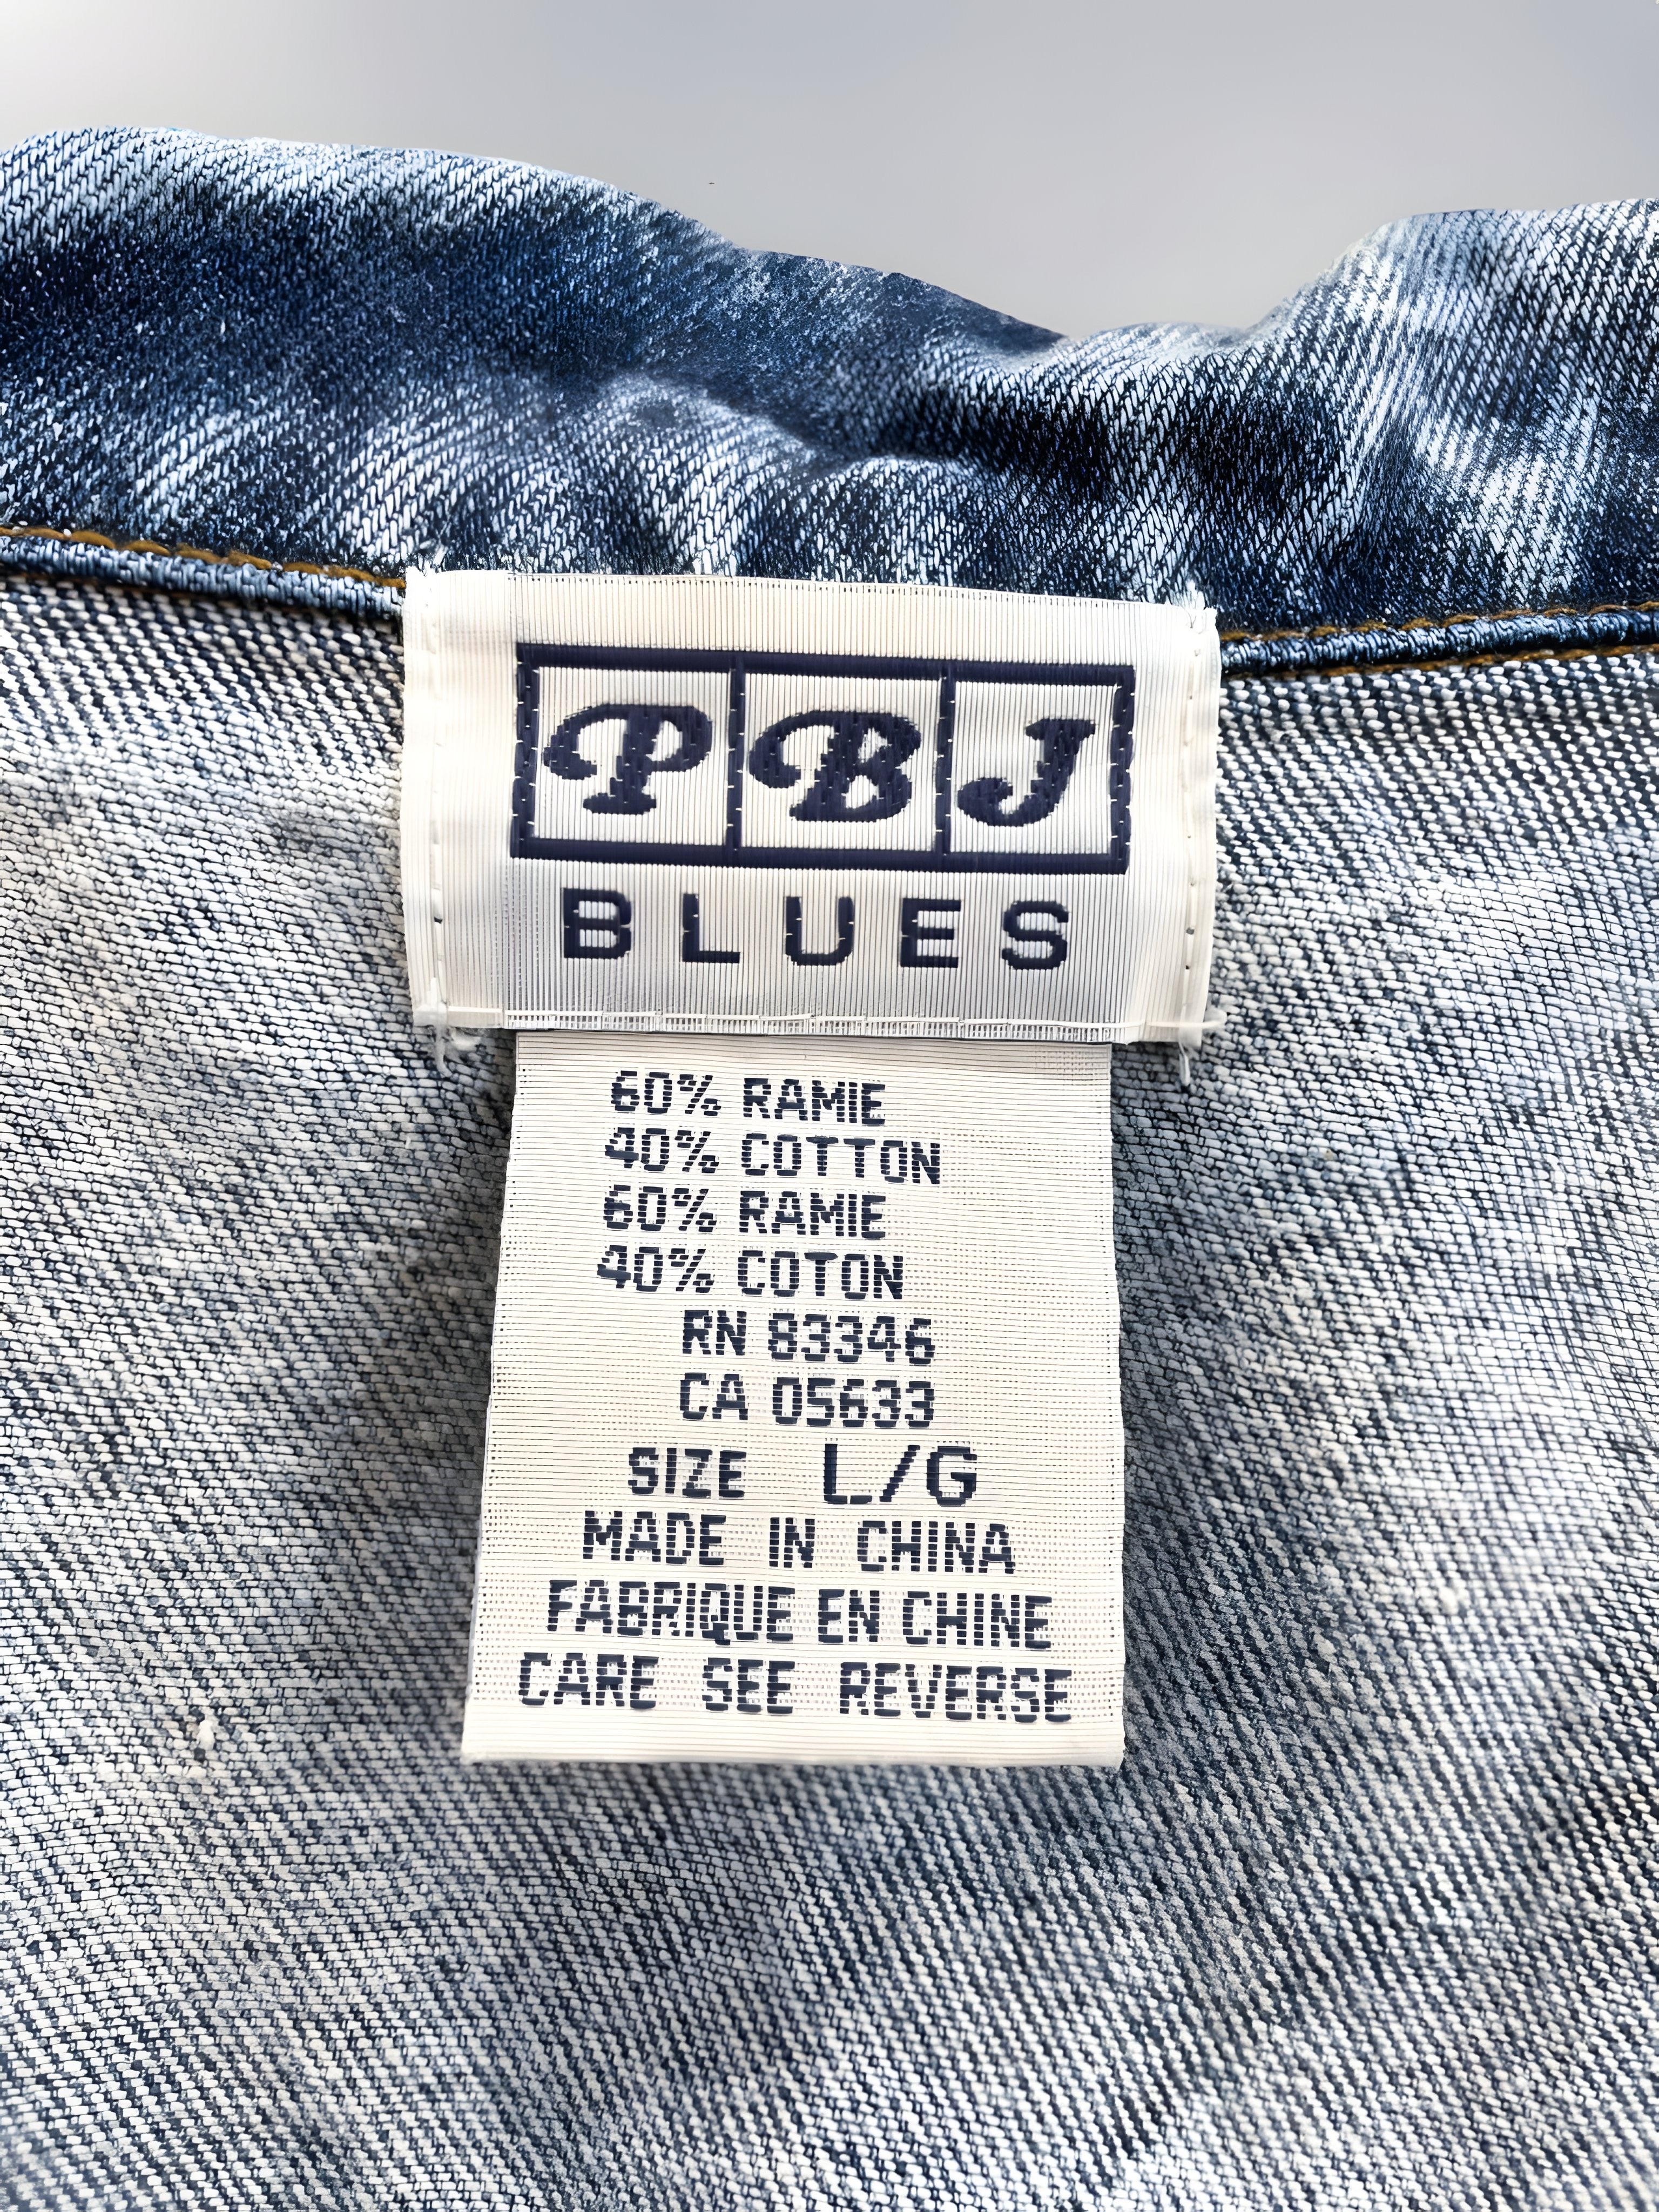 PBJ
BLUES
60% RAMIE
40% COTTON
60% RAMIE
40% COTON
RN 83346
CA 05633
SIZE L/G
MADE IN CHINA
FABRIQUE EN CHINE
CARE SEE REVERSE